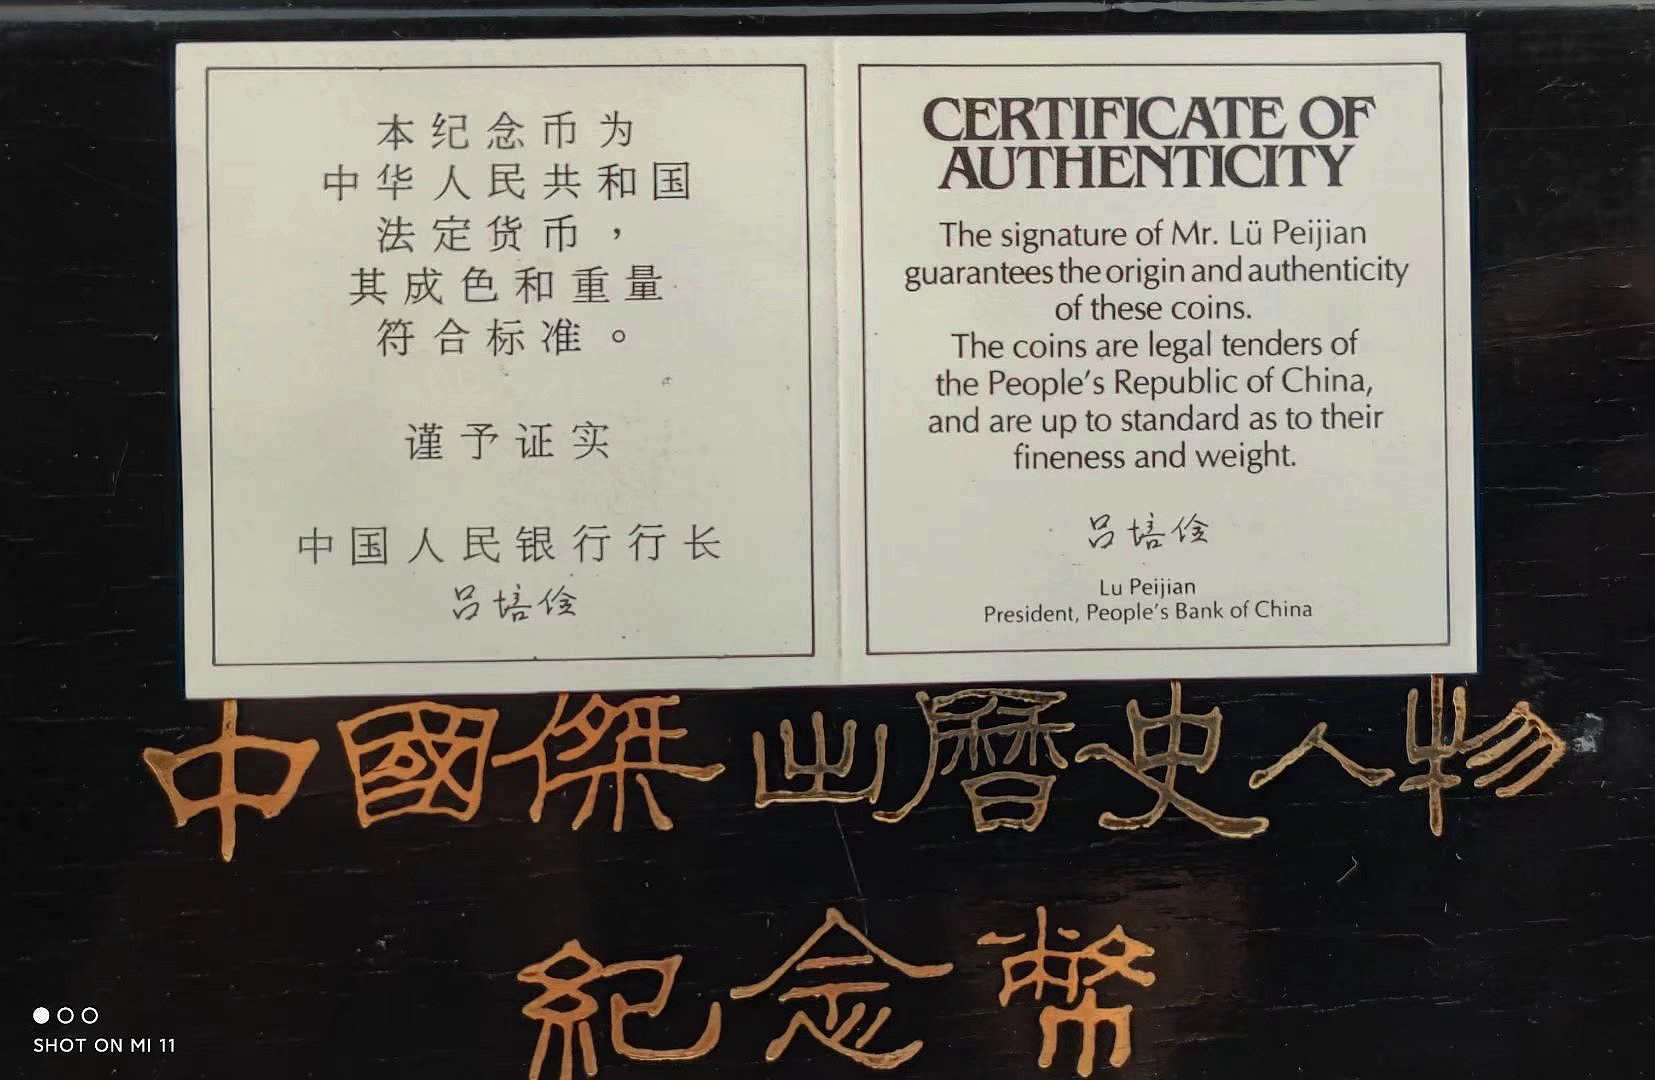 本纪念币为
中华人民共和国
法定货币，
其成色和重量
符合标准。
谨予证实
中国人民银行行长
吕培俭
CERTIFICATE OF
AUTHENTICITY
The signature of Mr. Lü Peijian
guarantees the origin and authenticity
of these coins.
The coins are legal tenders of
the People's Republic of China,
and are up to standard as to their
fineness and weight.
吕培俭
Lu Peijian
President, People's Bank of China
中國傑出曆史人物
紀念幣
SHOT ON MI 11